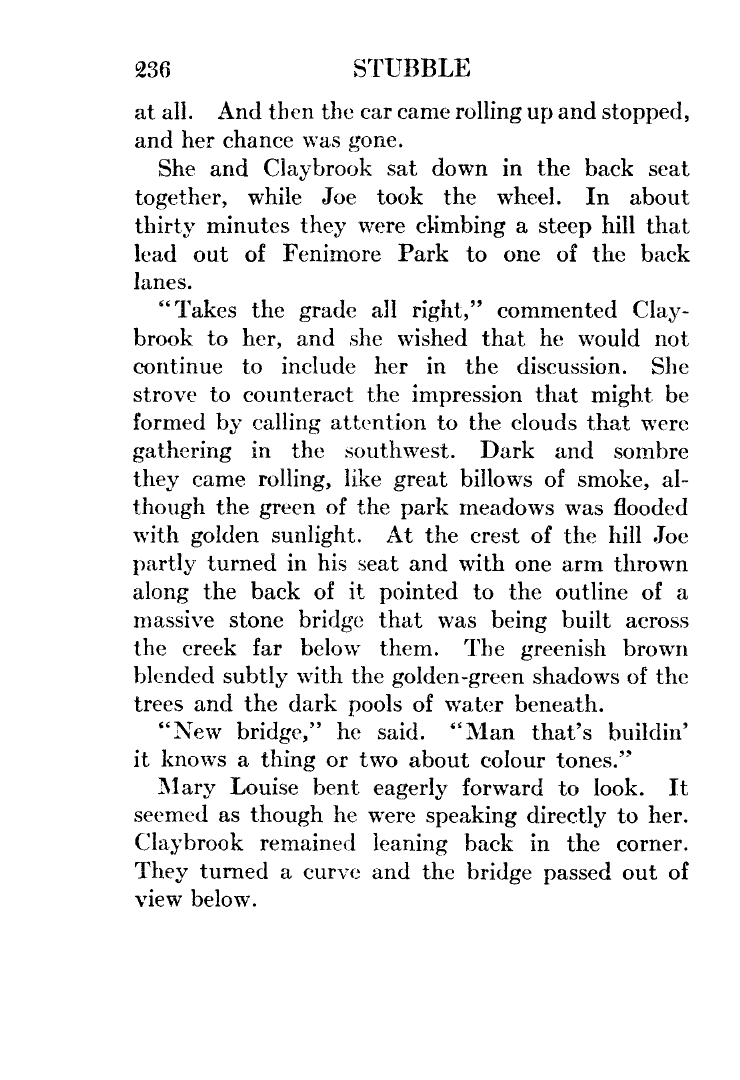 236 STUBBLE
at all. And then the car came rolling up and stopped,
and her chance was gone.
She and Claybrook sat down in the back seat
together, while Joe took the wheel. In about
thirty minutes they were climbing a steep hill that
lead out of Fenimore Park to one of the back
lanes.
“Takes the grade all right,” commented Clay-
brook to her, and she wished that he would not
continue to include her in the discussion. She
strove to counteract the impression that might be
formed by calling attention to the clouds that were
gathering in the southwest. Dark and sombre
they came rolling, like great billows of smoke, al-
though the green of the park meadows was flooded
with golden sunlight. At the crest of the hill Joe
partly turned in his seat and with one arm thrown
along the back of it pointed to the outline of a
massive stone bridge that was being built across
the creek far below them. The greenish brown
blended subtly with the golden-green shadows of the
trees and the dark pools of water beneath.
“New bridge,” he said. “Man that’s buildin’
it knows a thing or two about colour tones.”
Mary Louise bent eagerly forward to look. It
seemed as though he were speaking directly to her.
Claybrook remained leaning back in the corner.
They turned a curve and the bridge passed out of
view below.